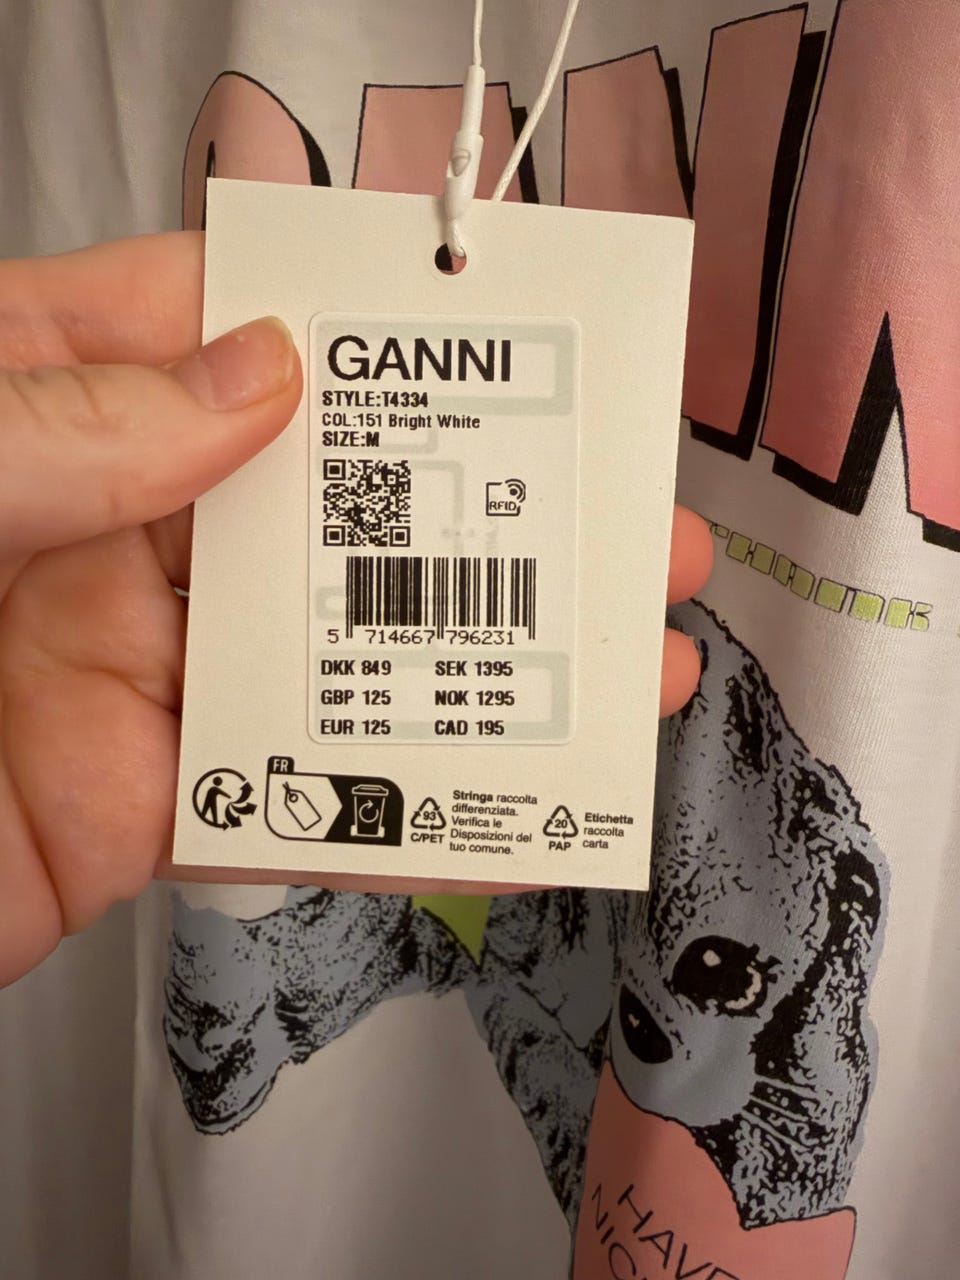 GANNI
STYLE:T4334
COL:151 Bright White
SIZE:M
RFID
5 714667 796231
DKK 849 SEK 1395
GBP 125 NOK 1295
EUR 125 CAD 195
FR
93
C/PET
Stringa raccolta
differenziata.
Verifica le
Disposizioni del
tuo comune.
20
PAP
Etichetta
raccolta
carta
HAVE